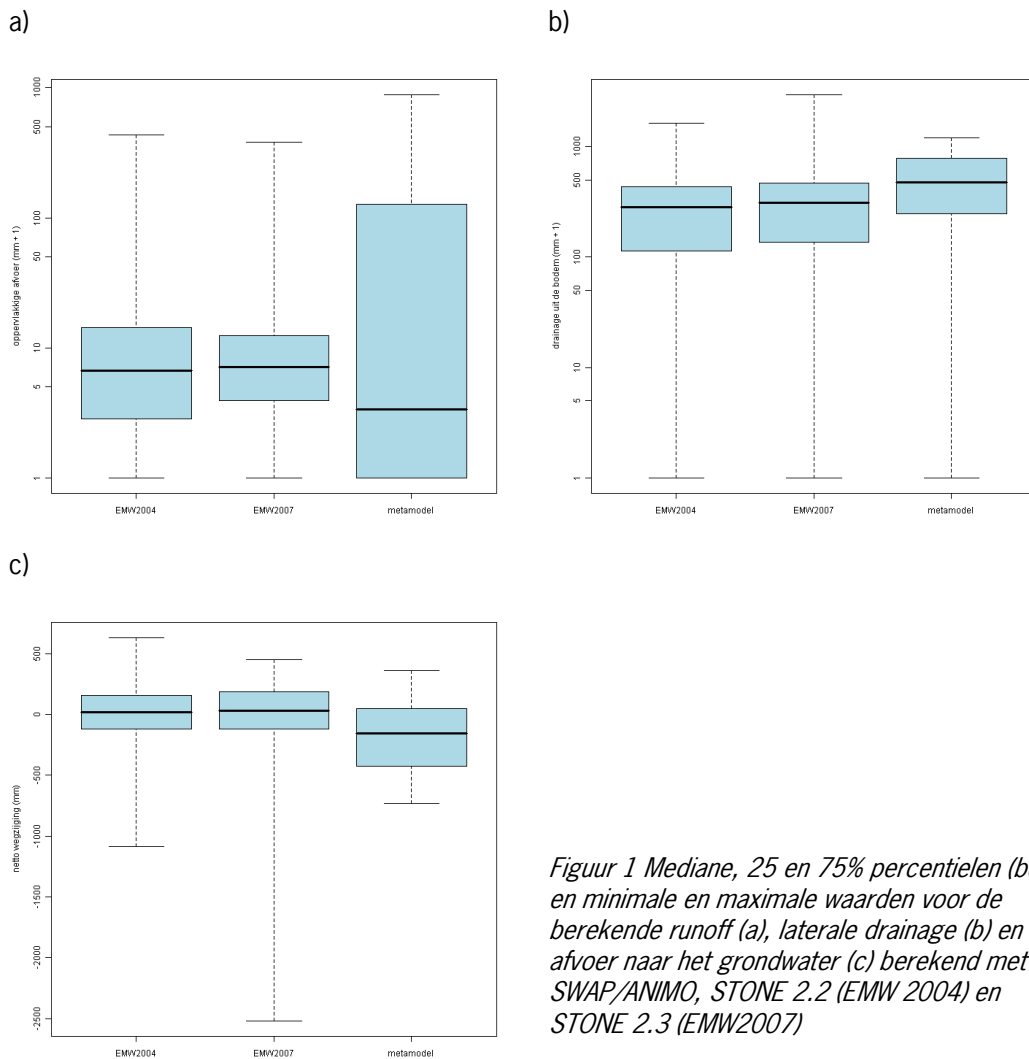 a)
1000
500
100
50
10
5
1
oppervlakkige afvoer (mm + 1)
EMW2004
EMW2007
metamodel
b)
1000
500
100
50
10
5
1
drainage uit de bodem (mm + 1)
EMW2004
EMW2007
metamodel
c)
500
0
-500
-1000
-1500
-2000
-2500
netto wegzijging (mm)
EMW2004
EMW2007
metamodel
Figuur 1 Mediane, 25 en 75% percentielen
en minimale en maximale waarden voor de
berekende runoff (a), laterale drainage (b) en
afvoer naar het grondwater (c) berekend met
SWAP/ANIMO, STONE 2.2 (EMW 2004) en
STONE 2.3 (EMW2007)